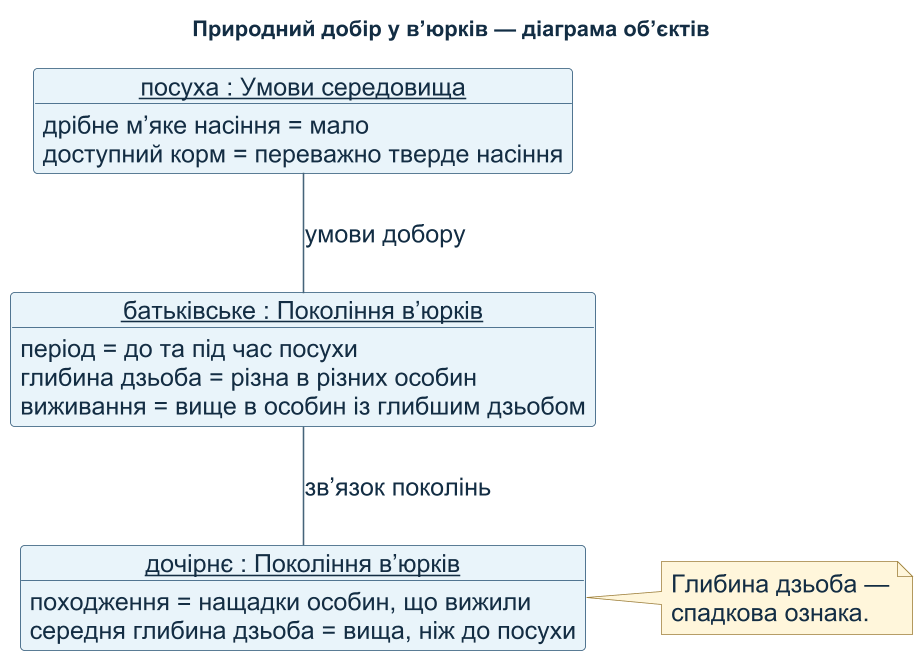 Природний добір у в’юрків — діаграма об’єктів
посуха : Умови середовища
дрібне м’яке насіння = мало
доступний корм = переважно тверде насіння
умови добору
батьківське : Покоління в’юрків
період = до та під час посухи
глибина дзьоба = різна в різних особин
виживання = вище в особин із глибшим дзьобом
зв’язок поколінь
дочірнє : Покоління в’юрків
походження = нащадки особин, що вижили
середня глибина дзьоба = вища, ніж до посухи
Глибина дзьоба —
спадкова ознака.